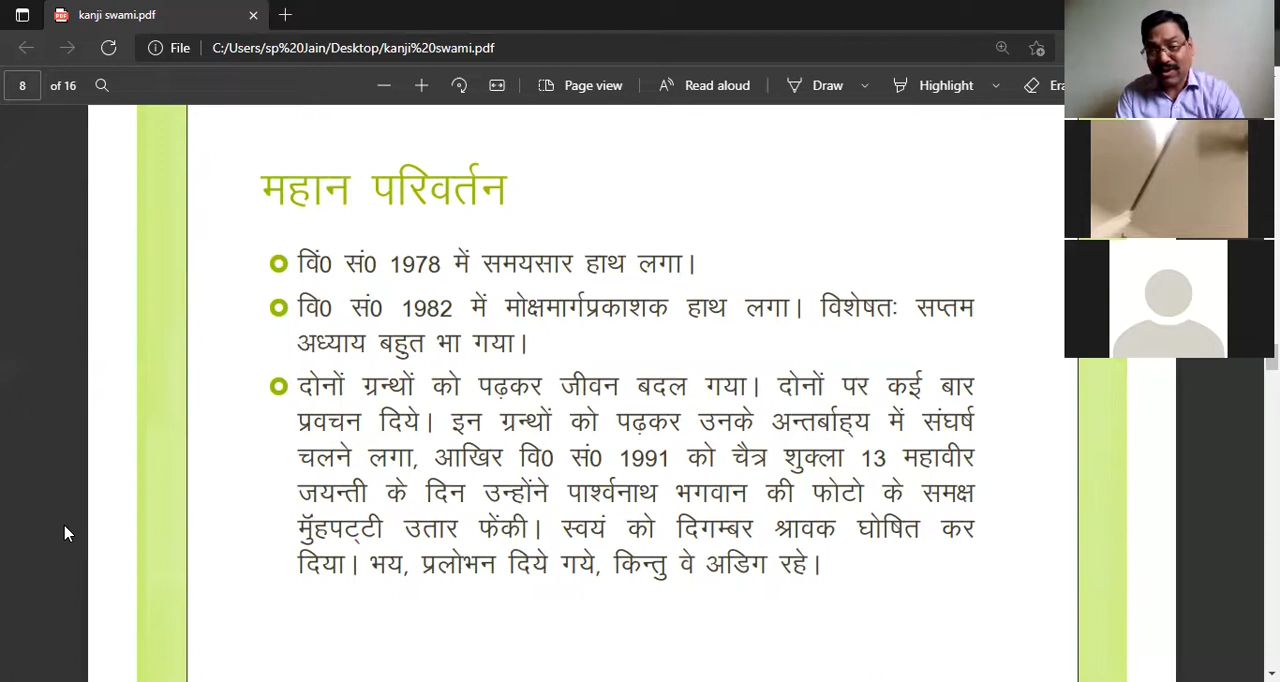 kanji swami.pdf
File C:/Users/sp%20Jain/Desktop/kanji%20swami.pdf
8 of 16 Page view Read aloud Draw Highlight Era
महान परिवर्तन
विं0 सं0 1978 में समयसार हाथ लगा।
वि0 सं0 1982 में मोक्षमार्गप्रकाशक हाथ लगा। विशेषतः सप्तम
अध्याय बहुत भा गया।
दोनों ग्रन्थों को पढ़कर जीवन बदल गया। दोनों पर कई बार
प्रवचन दिये। इन ग्रन्थों को पढ़कर उनके अन्तर्बाह्य में संघर्ष
चलने लगा, आखिर वि0 सं0 1991 को चैत्र शुक्ला 13 महावीर
जयन्ती के दिन उन्होंने पार्श्वनाथ भगवान की फोटो के समक्ष
मुँहपट्टी उतार फेंकी। स्वयं को दिगम्बर श्रावक घोषित कर
दिया। भय, प्रलोभन दिये गये, किन्तु वे अडिग रहे।